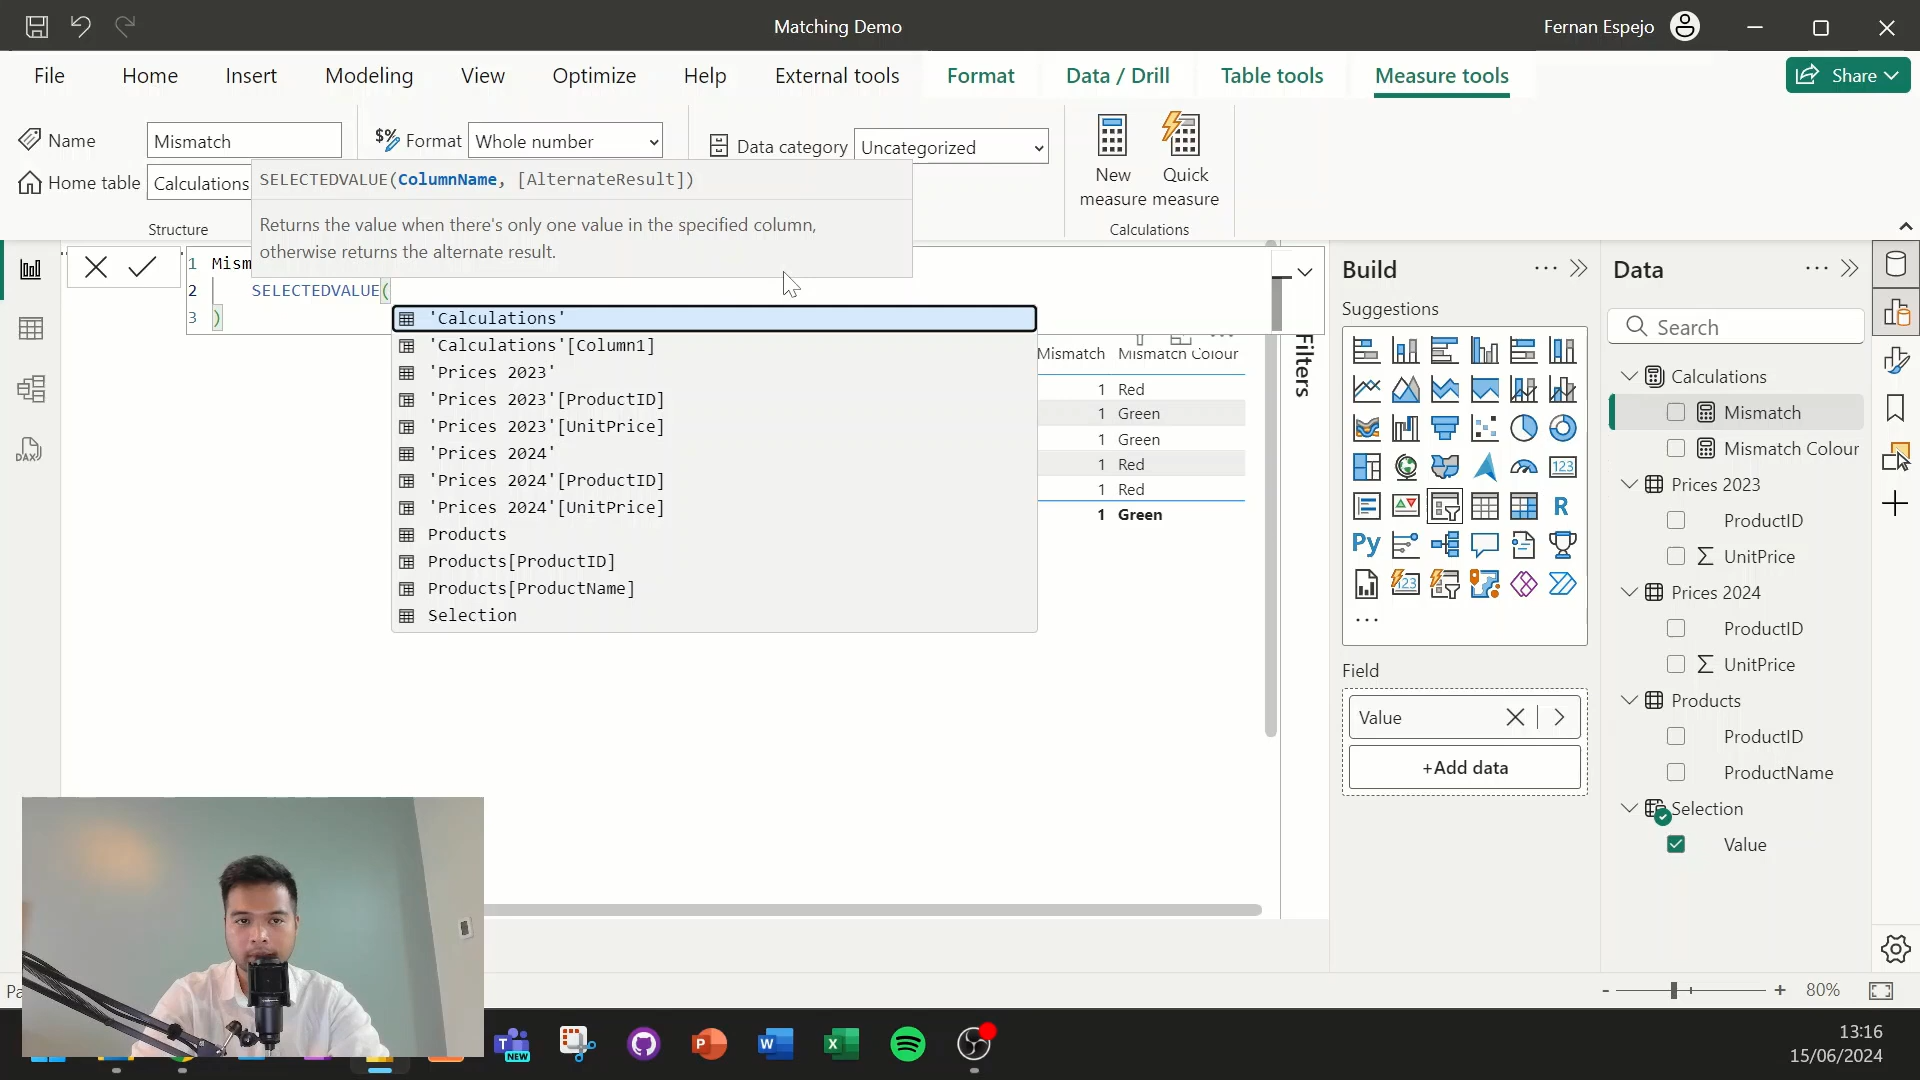 Matching Demo
Fernan Espejo
File
Home
Insert
Modeling
View
Optimize
Help
External tools
Format
Data / Drill
Table tools
Measure tools
Share
Name
Mismatch
Format
Whole number
Data category
Uncategorized
Home table
Calculations
Structure
New measure
Quick measure
Calculations
SELECTEDVALUE(ColumnName, [AlternateResult])
Returns the value when there's only one value in the specified column,
otherwise returns the alternate result.
1 Mism
2 SELECTEDVALUE(
3 )
'Calculations'
'Calculations'[Column1]
'Prices 2023'
'Prices 2023'[ProductID]
'Prices 2023'[UnitPrice]
'Prices 2024'
'Prices 2024'[ProductID]
'Prices 2024'[UnitPrice]
Products
Products[ProductID]
Products[ProductName]
Selection
Mismatch Mismatch Colour
1 Red
1 Green
1 Green
1 Red
1 Red
1 Green
Filters
Build
Suggestions
123
R
Py
123
Field
Value
+Add data
Data
Search
Calculations
Mismatch
Mismatch Colour
Prices 2023
ProductID
UnitPrice
Prices 2024
ProductID
UnitPrice
Products
ProductID
ProductName
Selection
Value
DAX
Pa
- + 80%
NEW
13:16
15/06/2024